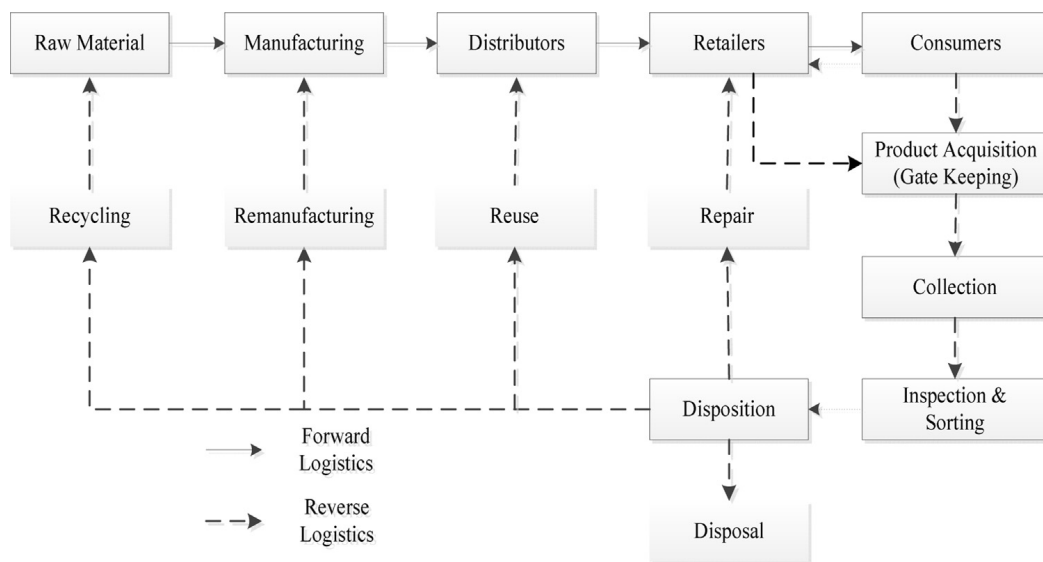 Raw Material
Manufacturing
Distributors
Retailers
Consumers
Product Acquisition
(Gate Keeping)
Recycling
Remanufacturing
Reuse
Repair
Collection
Disposition
Inspection &
Sorting
Forward
Logistics
Reverse
Logistics
Disposal